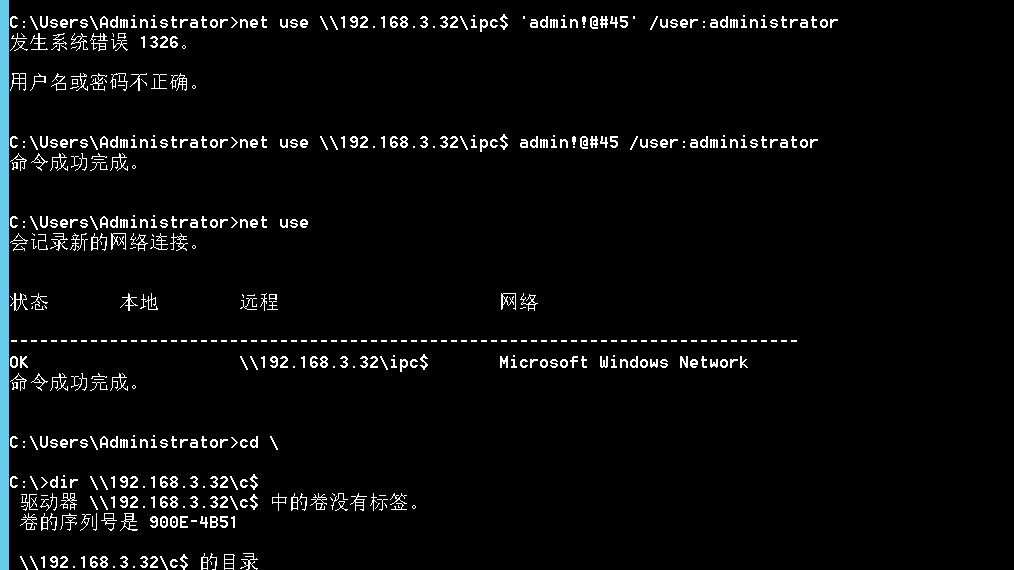 C:\Users\Administrator>net use \\192.168.3.32\ipc$ 'admin!@#45' /user:administrator
发生系统错误 1326。
用户名或密码不正确。
C:\Users\Administrator>net use \\192.168.3.32\ipc$ admin!@#45 /user:administrator
命令成功完成。
C:\Users\Administrator>net use
会记录新的网络连接。
状态 本地 远程 网络
-------------------------------------------------------------------------------
OK \\192.168.3.32\ipc$ Microsoft Windows Network
命令成功完成。
C:\Users\Administrator>cd \
C:\>dir \\192.168.3.32\c$
驱动器 \\192.168.3.32\c$ 中的卷没有标签。
卷的序列号是 900E-4B51
\\192.168.3.32\c$ 的目录